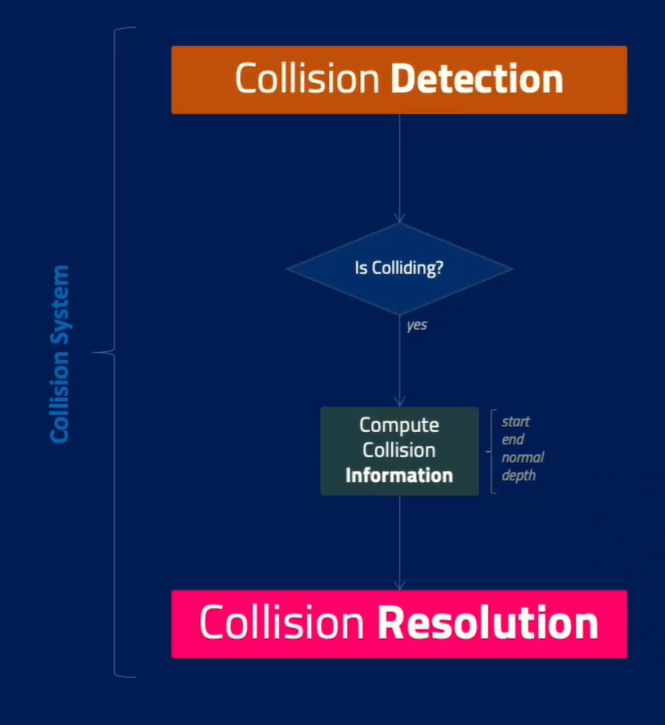 Collision Detection
Is Colliding?
yes
Collision System
Compute
Collision
Information
start
end
normal
depth
Collision Resolution